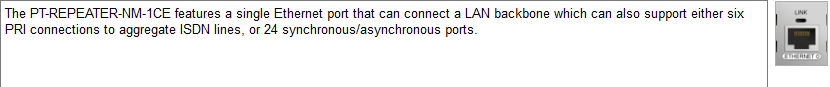 The PT-REPEATER-NM-1CE features a single Ethernet port that can connect a LAN backbone which can also support either six
PRI connections to aggregate ISDN lines, or 24 synchronous/asynchronous ports.
LINK
ETHERNET 0